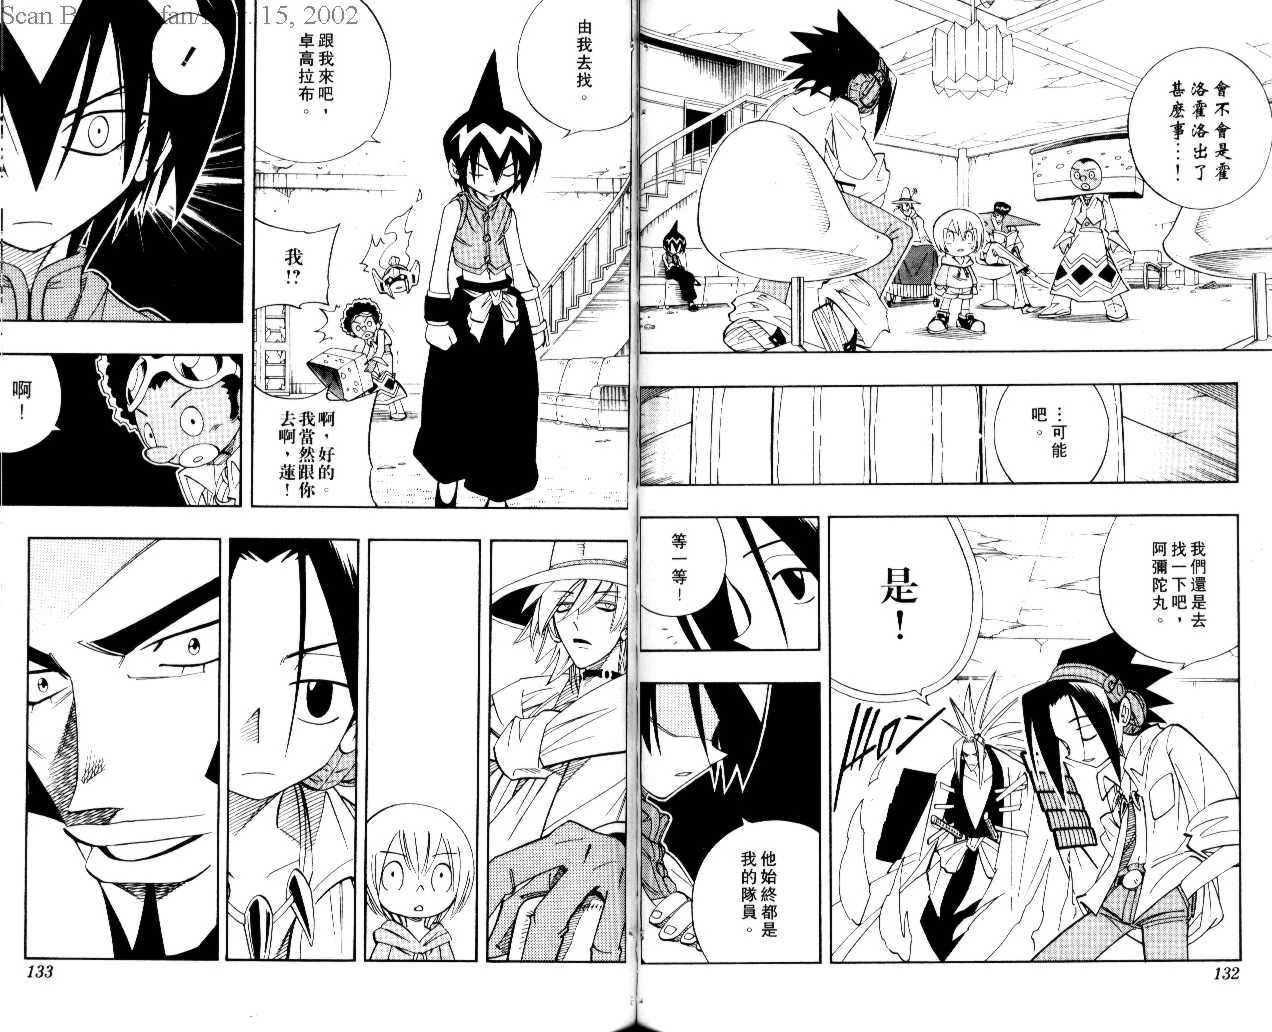 Scan B
fan/
. 15, 2002
會不會是霍
洛霍洛出了
甚麼事…！
…可能
吧。
我們還是去
找一下吧，
阿彌陀丸。
是！
等一等！
他始終都是
我的隊員。
132
由我去找。
跟我來吧，
卓高拉布。
我!?
啊，好的。
我當然跟你
去啊，蓮！
！
啊！
133